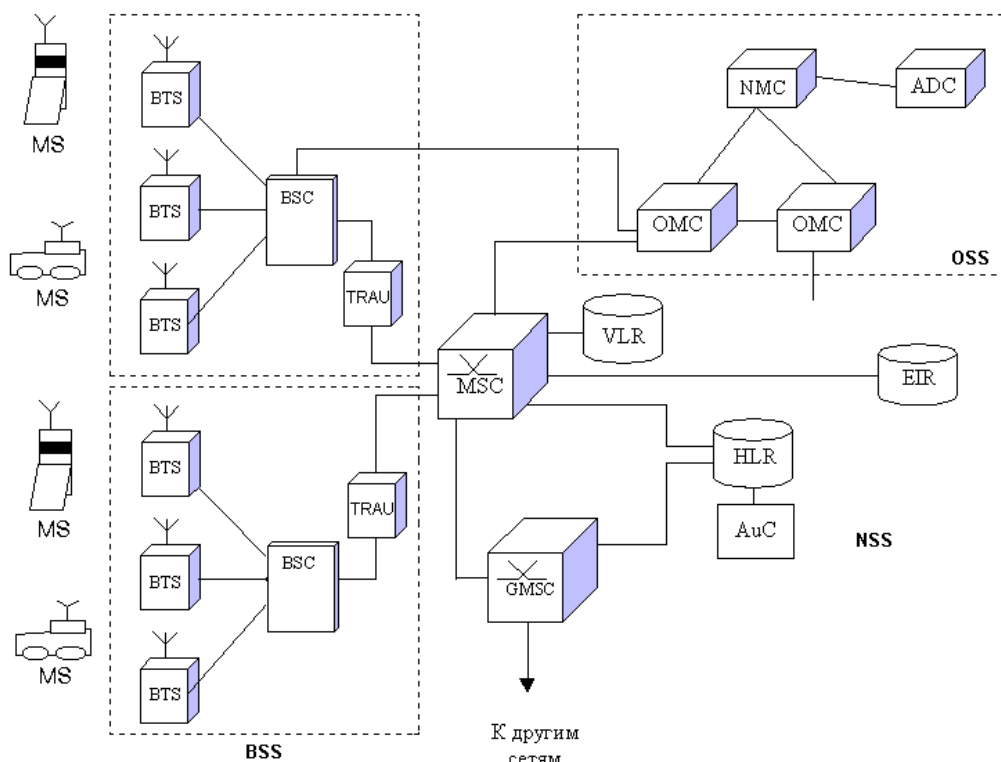 MS
MS
MS
MS
BTS
BTS
BTS
BSC
TRAU
BTS
BTS
BTS
BSC
TRAU
BSS
NMC
ADC
OMC
OMC
OSS
VLR
MSC
EIR
HLR
AuC
NSS
GMSC
К другим
сетям